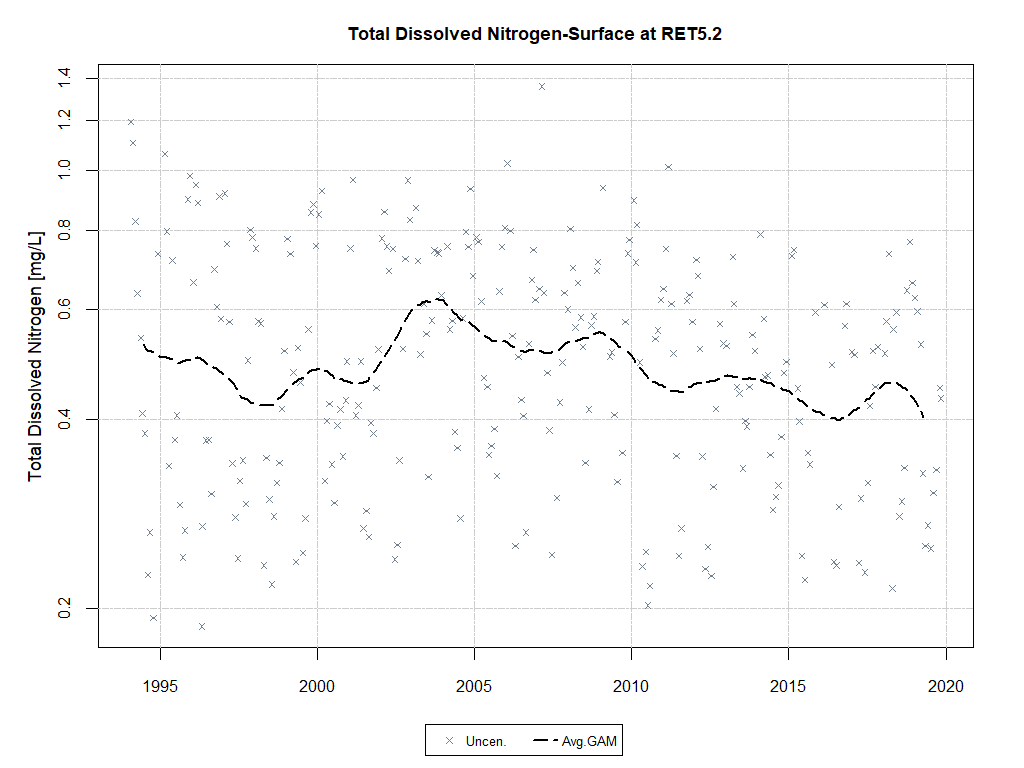 Total Dissolved Nitrogen-Surface at RET5.2
Total Dissolved Nitrogen [mg/L]
1.4
1.2
1.0
0.8
0.6
0.4
0.2
1995 2000 2005 2010 2015 2020
Uncen. Avg.GAM